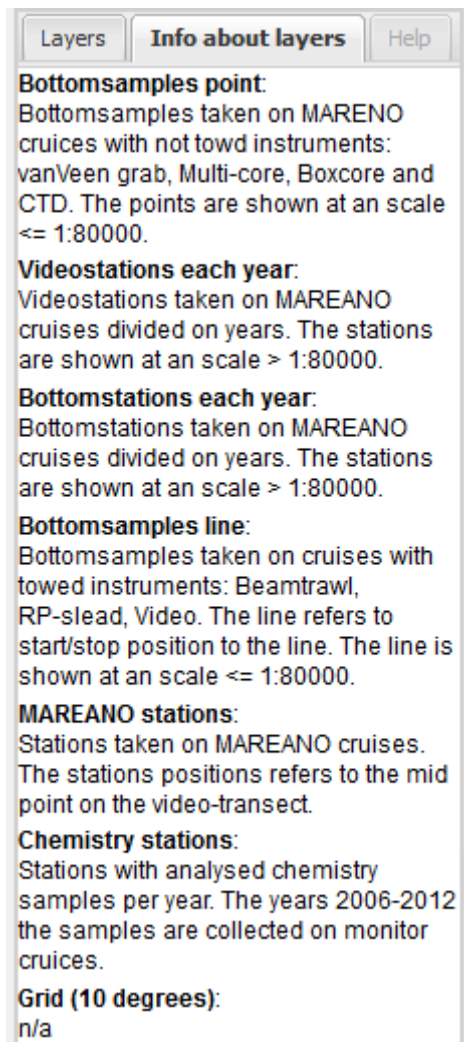 Layers Info about layers Help
Bottomsamples point:
Bottomsamples taken on MARENO
cruices with not towd instruments:
vanVeen grab, Multi-core, Boxcore and
CTD. The points are shown at an scale
<= 1:80000.
Videostations each year:
Videostations taken on MAREANO
cruises divided on years. The stations
are shown at an scale > 1:80000.
Bottomstations each year:
Bottomstations taken on MAREANO
cruises divided on years. The stations
are shown at an scale > 1:80000.
Bottomsamples line:
Bottomsamples taken on cruises with
towed instruments: Beamtrawl,
RP-slead, Video. The line refers to
start/stop position to the line. The line is
shown at an scale <= 1:80000.
MAREANO stations:
Stations taken on MAREANO cruises.
The stations positions refers to the mid
point on the video-transect.
Chemistry stations:
Stations with analysed chemistry
samples per year. The years 2006-2012
the samples are collected on monitor
cruices.
Grid (10 degrees):
n/a